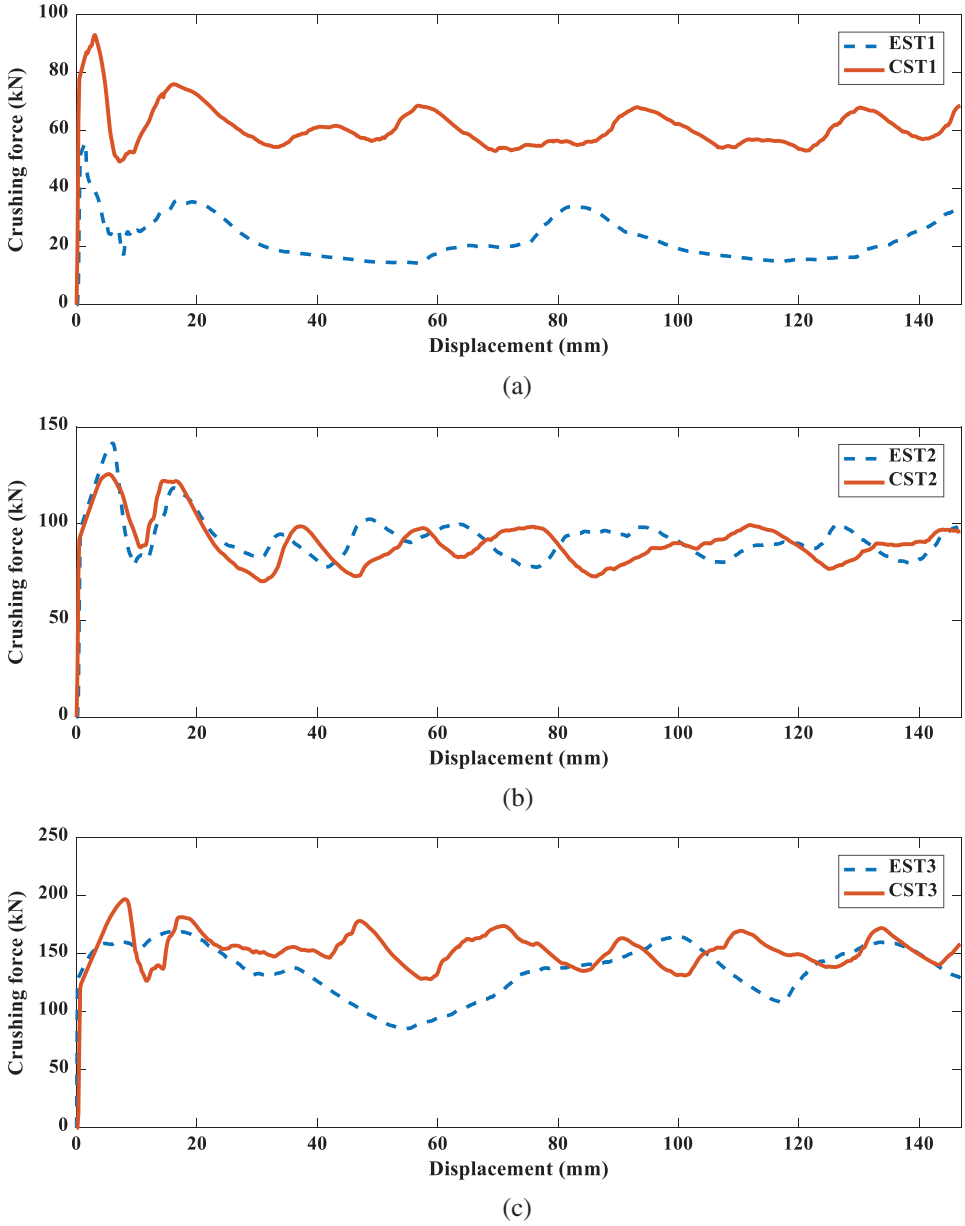 100
80
60
40
20
0
Crushing force (kN)
EST1
CST1
0 20 40 60 80 100 120 140
Displacement (mm)
(a)
150
100
50
0
Crushing force (kN)
EST2
CST2
0 20 40 60 80 100 120 140
Displacement (mm)
(b)
250
200
150
100
50
0
Crushing force (kN)
EST3
CST3
0 20 40 60 80 100 120 140
Displacement (mm)
(c)